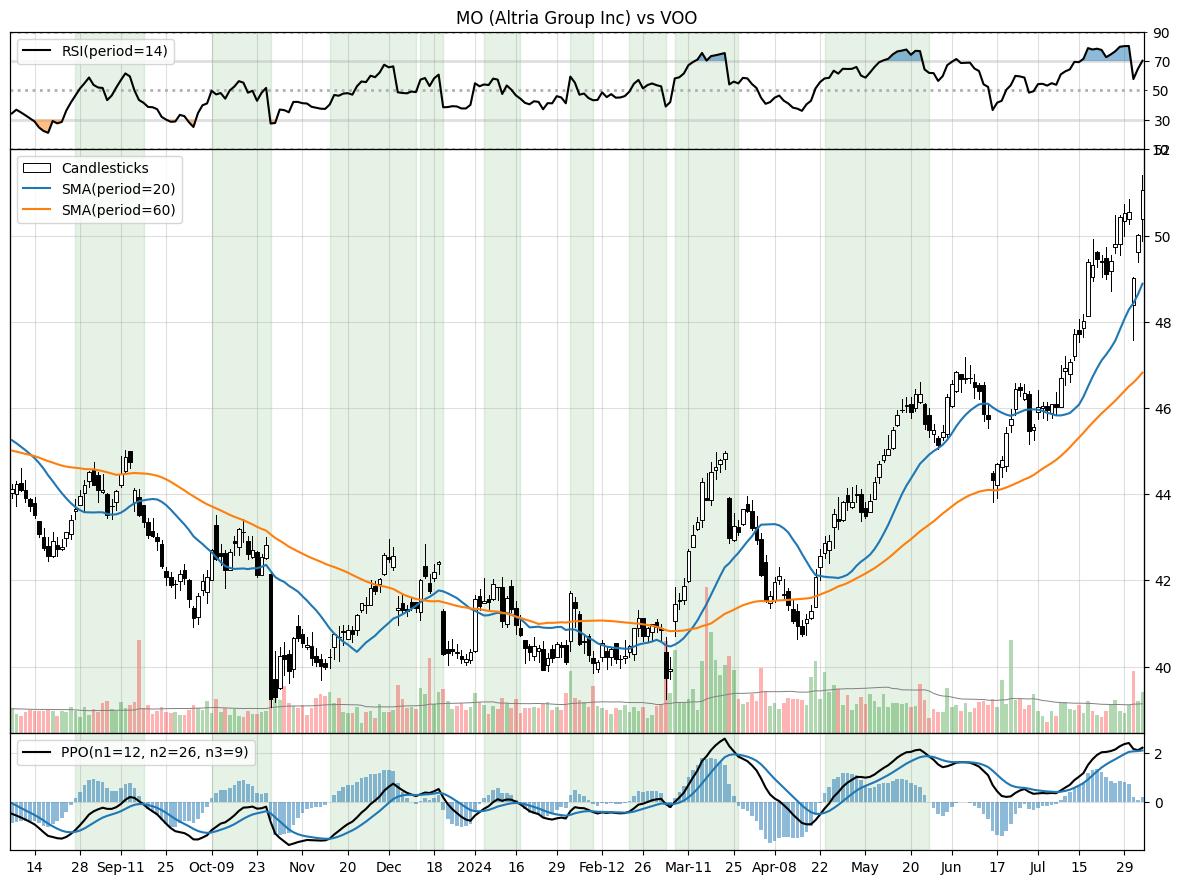 MO (Altria Group Inc) vs VOO
RSI(period=14)
90
70
50
30
Candlesticks
SMA(period=20)
SMA(period=60)
52
50
48
46
44
42
40
PPO(n1=12, n2=26, n3=9)
2
0
14 28 Sep-11 25 Oct-09 23 Nov 20 Dec 18 2024 16 29 Feb-12 26 Mar-11 25 Apr-08 22 May 20 Jun 17 Jul 15 29